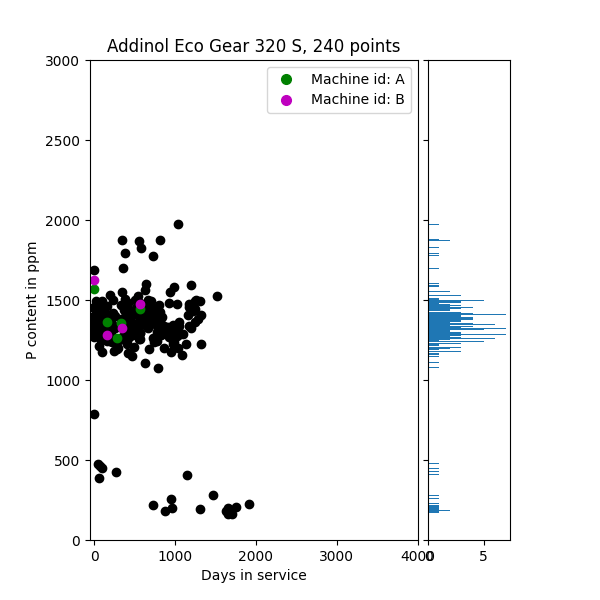 Addinol Eco Gear 320 S, 240 points
Machine id: A
Machine id: B
3000
2500
2000
1500
1000
500
0
P content in ppm
0 1000 2000 3000 4000
0 5
Days in service